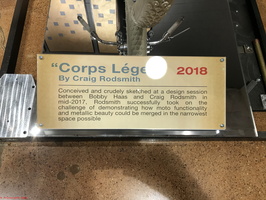 "Corps Lége 2018
By Craig Rodsmith
Conceived and crudely sketched at a design session
between Bobby Haas and Craig Rodsmith in
mid-2017, Rodsmith successfully took on the
challenge of demonstrating how moto functionality
and metallic beauty could be merged in the narrowest
space possible